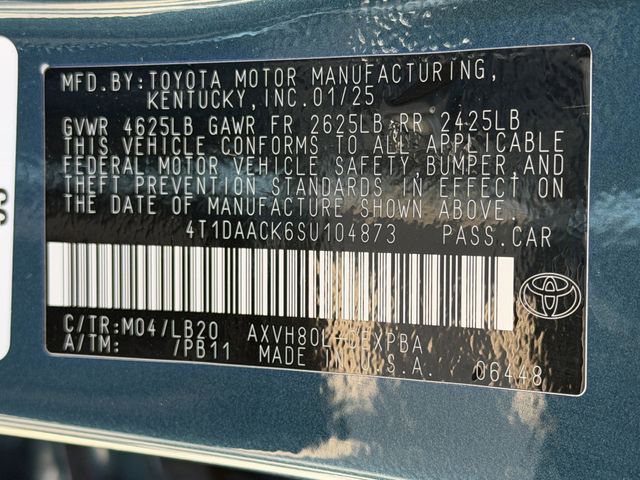 MFD.BY:TOYOTA MOTOR MANUFACTURING,
KENTUCKY,INC.01/25
GVWR 4625LB GAWR FR 2625LB RR 2425LB
THIS VEHICLE CONFORMS TO ALL APPLICABLE
FEDERAL MOTOR VEHICLE SAFETY,BUMPER,AND
THEFT PREVENTION STANDARDS IN EFFECT ON
THE DATE OF MANUFACTURE SHOWN ABOVE.
4T1DAACK6SU104873 PASS.CAR
C/TR:M04/LB20
A/TM: /PB11 MADE IN U.S.A. 06448